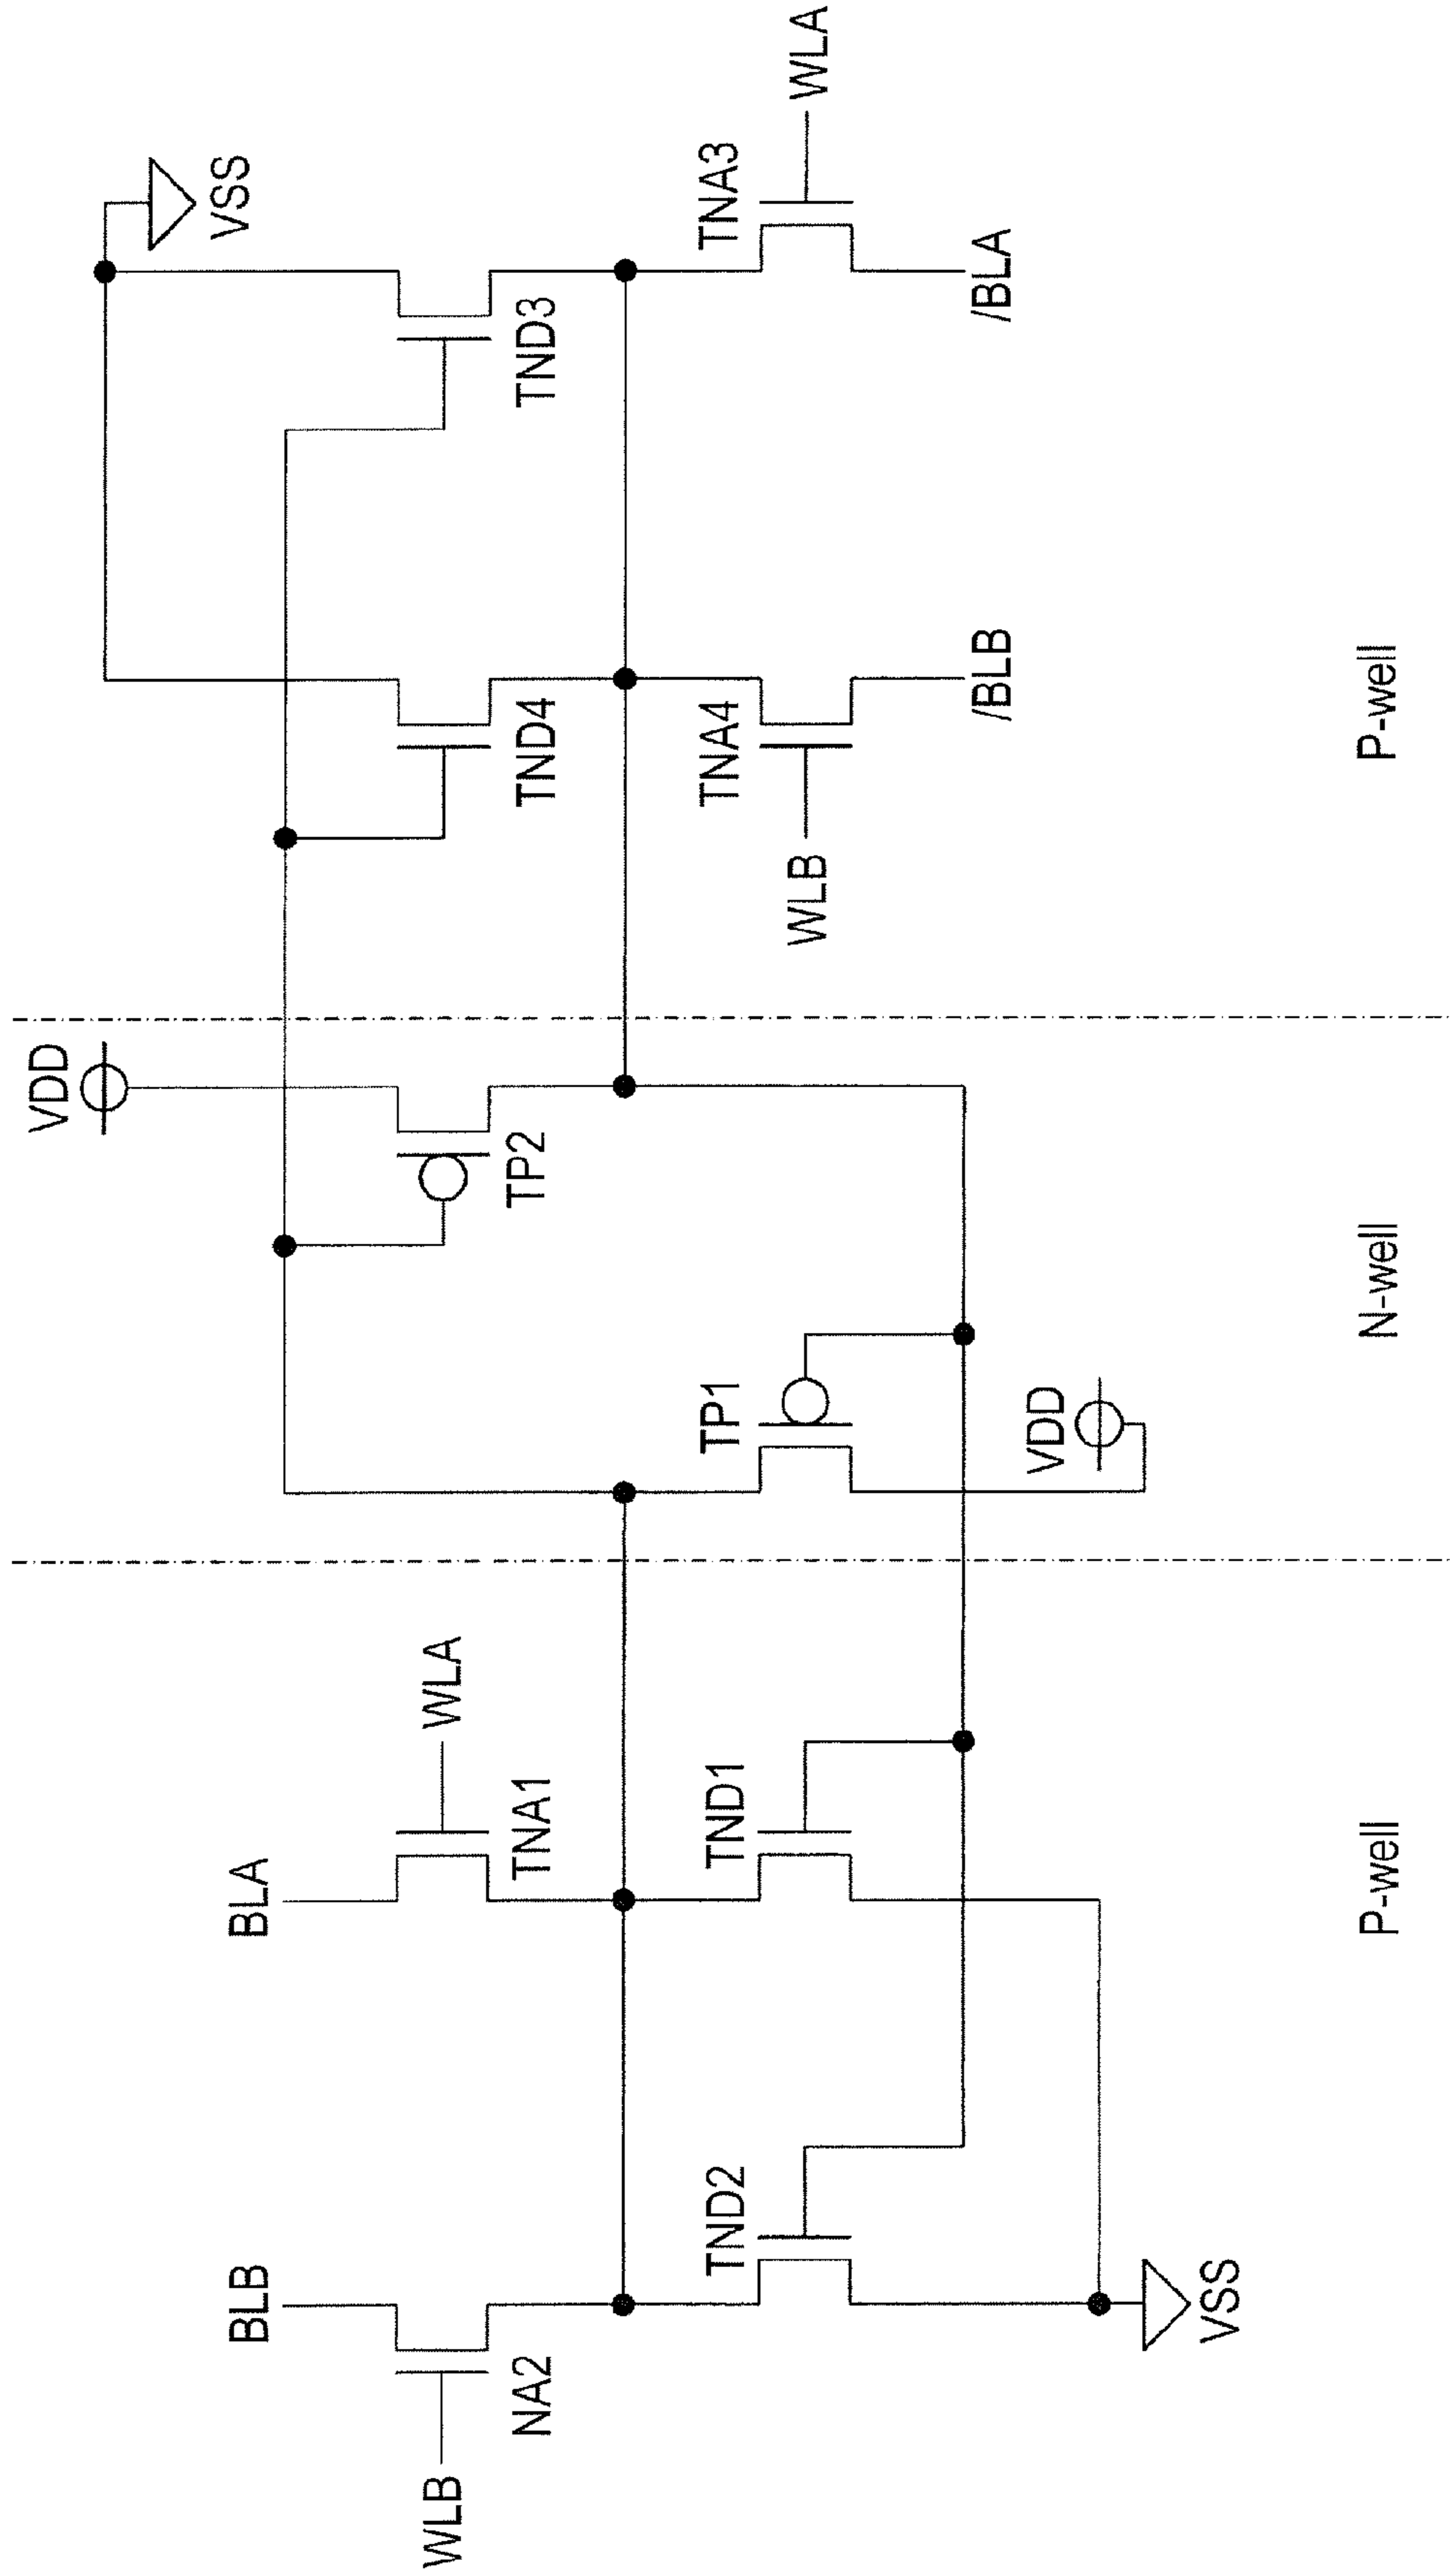 VDD
VSS
BLB
BLA
WLA
WLB
NA2
TNA1
TP2
TND4
TND3
TND2
TND1
TP1
TNA4
TNA3
WLB
WLA
VSS
VDD
/BLB
/BLA
P-well
N-well
P-well